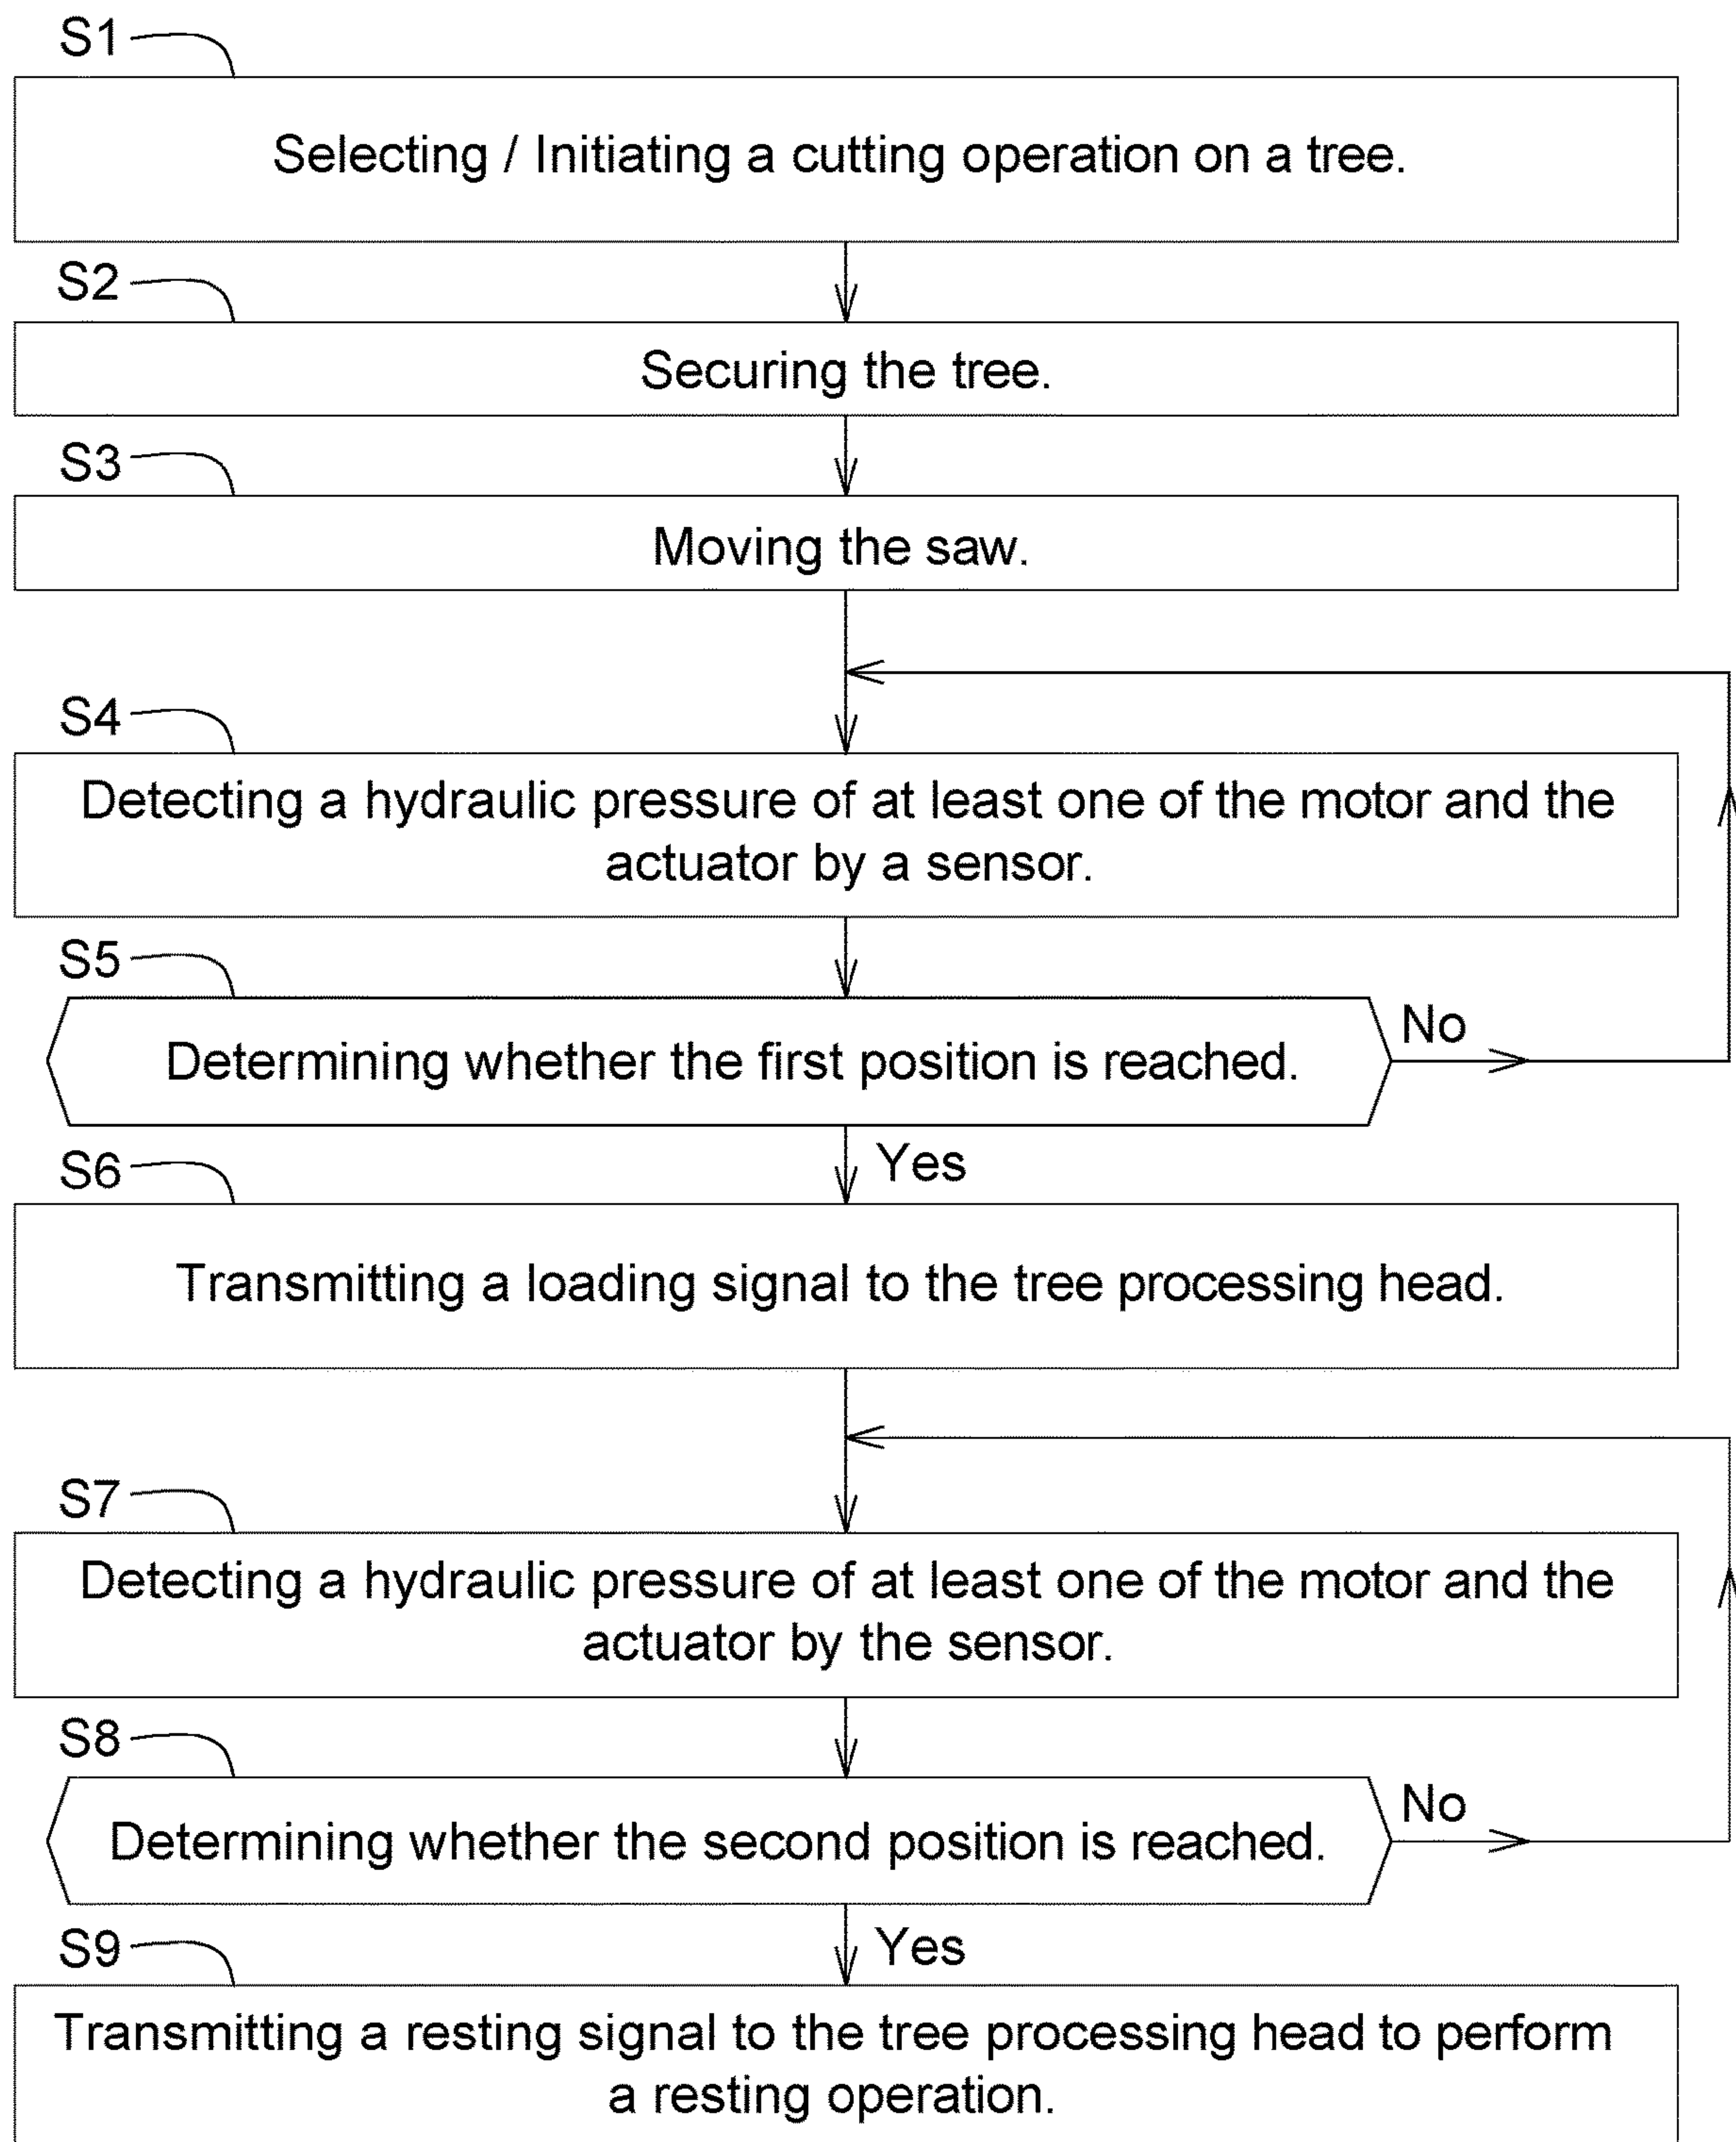 S1
Selecting / Initiating a cutting operation on a tree.
S2
Securing the tree.
S3
Moving the saw.
S4
Detecting a hydraulic pressure of at least one of the motor and the
actuator by a sensor.
S5
Determining whether the first position is reached.
No
Yes
S6
Transmitting a loading signal to the tree processing head.
S7
Detecting a hydraulic pressure of at least one of the motor and the
actuator by the sensor.
S8
Determining whether the second position is reached.
No
Yes
S9
Transmitting a resting signal to the tree processing head to perform
a resting operation.